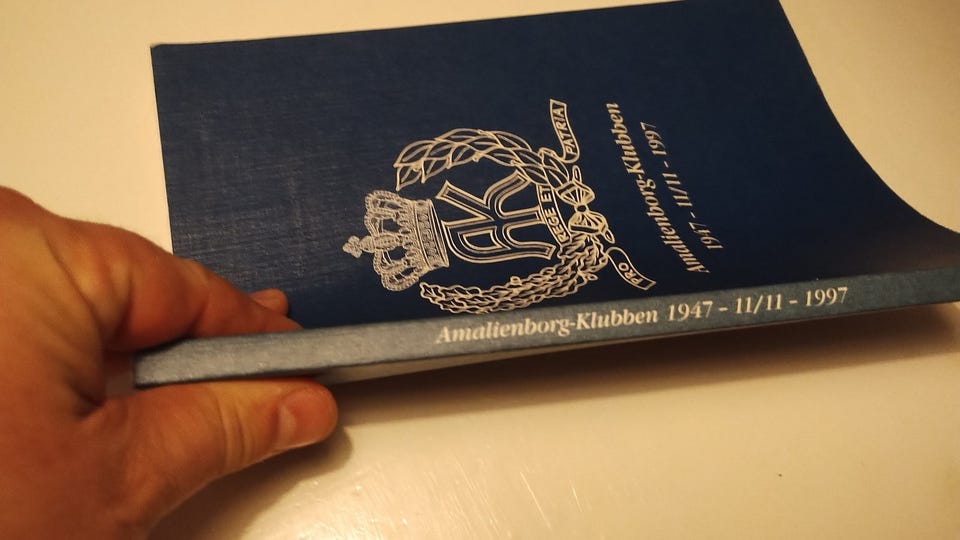 AK
PRO
REGE ET
PATRIA
Amalienborg-Klubben
1947 - 11/11 - 1997
Amalienborg-Klubben 1947 - 11/11 - 1997